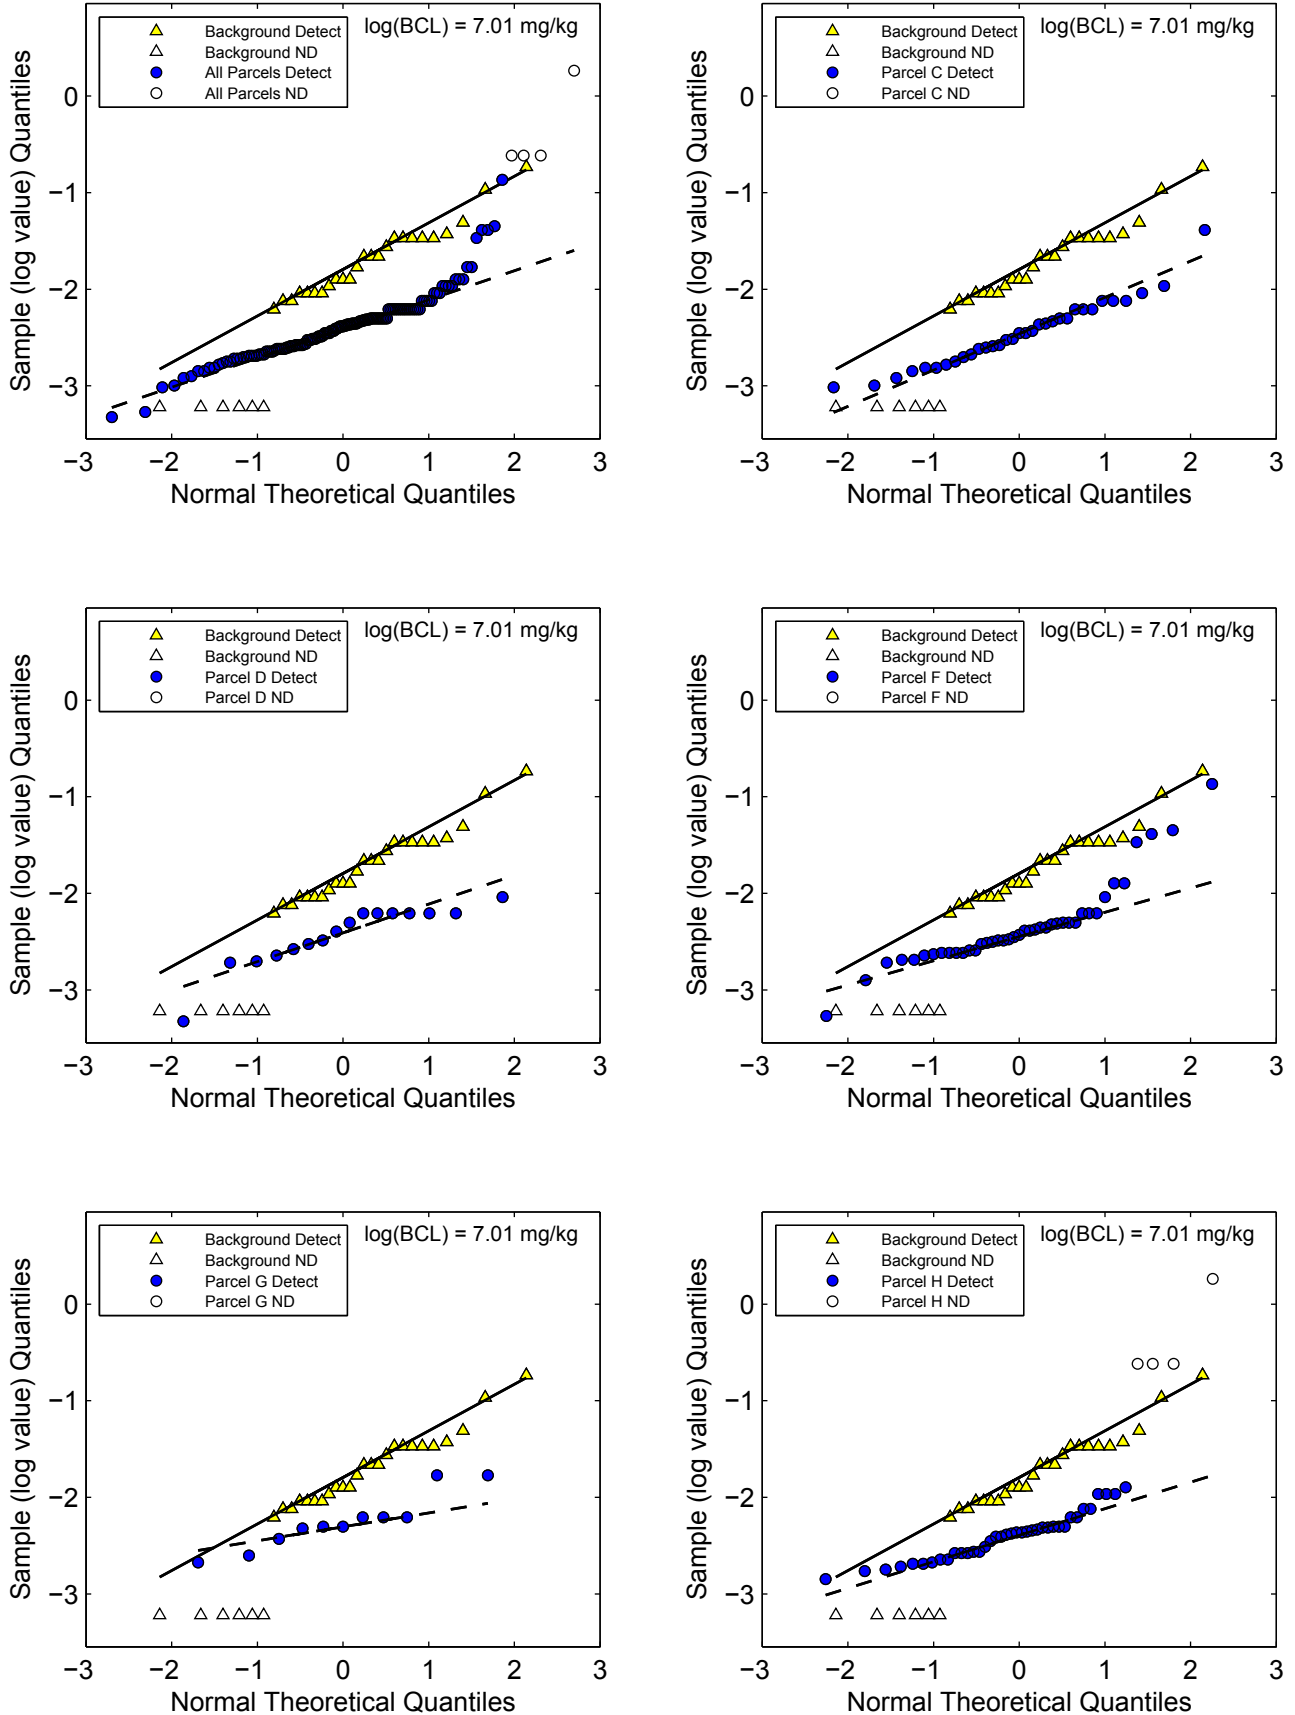 Background Detect
Background ND
All Parcels Detect
All Parcels ND
log(BCL) = 7.01 mg/kg
Sample (log value) Quantiles
0
−1
−2
−3
−3 −2 −1 0 1 2 3
Normal Theoretical Quantiles
Background Detect
Background ND
Parcel C Detect
Parcel C ND
log(BCL) = 7.01 mg/kg
Sample (log value) Quantiles
0
−1
−2
−3
−3 −2 −1 0 1 2 3
Normal Theoretical Quantiles
Background Detect
Background ND
Parcel D Detect
Parcel D ND
log(BCL) = 7.01 mg/kg
Sample (log value) Quantiles
0
−1
−2
−3
−3 −2 −1 0 1 2 3
Normal Theoretical Quantiles
Background Detect
Background ND
Parcel F Detect
Parcel F ND
log(BCL) = 7.01 mg/kg
Sample (log value) Quantiles
0
−1
−2
−3
−3 −2 −1 0 1 2 3
Normal Theoretical Quantiles
Background Detect
Background ND
Parcel G Detect
Parcel G ND
log(BCL) = 7.01 mg/kg
Sample (log value) Quantiles
0
−1
−2
−3
−3 −2 −1 0 1 2 3
Normal Theoretical Quantiles
Background Detect
Background ND
Parcel H Detect
Parcel H ND
log(BCL) = 7.01 mg/kg
Sample (log value) Quantiles
0
−1
−2
−3
−3 −2 −1 0 1 2 3
Normal Theoretical Quantiles